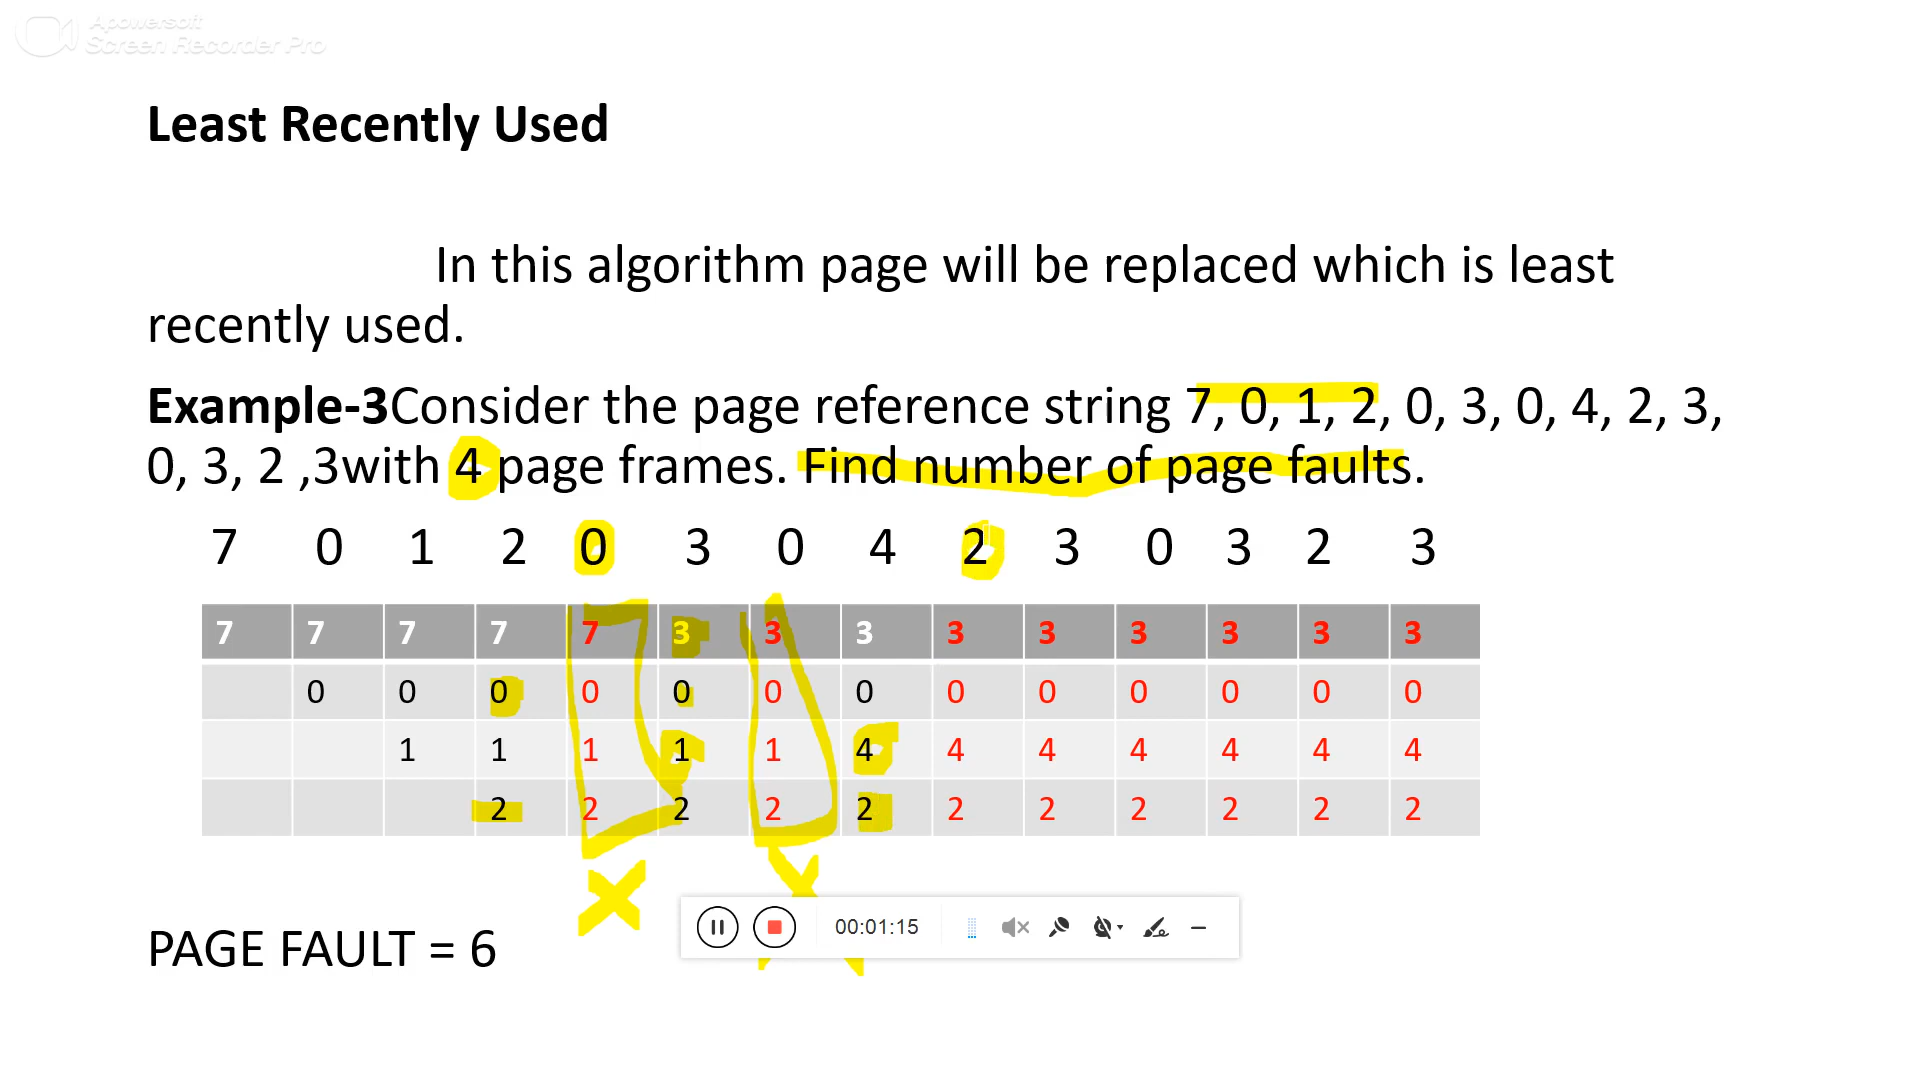 Apowersoft
Screen Recorder Pro
Least Recently Used
In this algorithm page will be replaced which is least
recently used.
Example-3Consider the page reference string 7, 0, 1, 2, 0, 3, 0, 4, 2, 3,
0, 3, 2 ,3with 4 page frames. Find number of page faults.
7 0 1 2 0 3 0 4 2 3 0 3 2 3
7 7 7 7 7 3 3 3 3 3 3 3 3 3
0 0 0 0 0 0 0 0 0 0 0 0 0
1 1 1 1 1 4 4 4 4 4 4 4
2 2 2 2 2 2 2 2 2 2 2
PAGE FAULT = 6
00:01:15